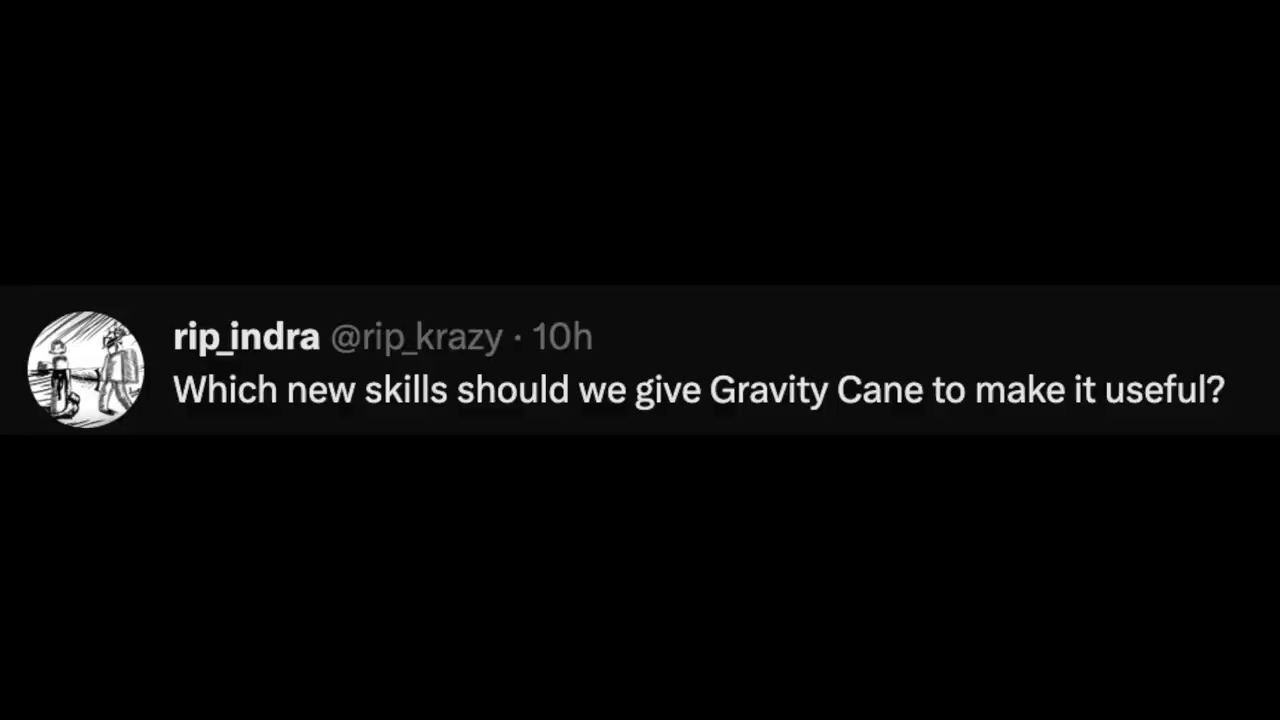 rip_indra @rip_krazy · 10h
Which new skills should we give Gravity Cane to make it useful?